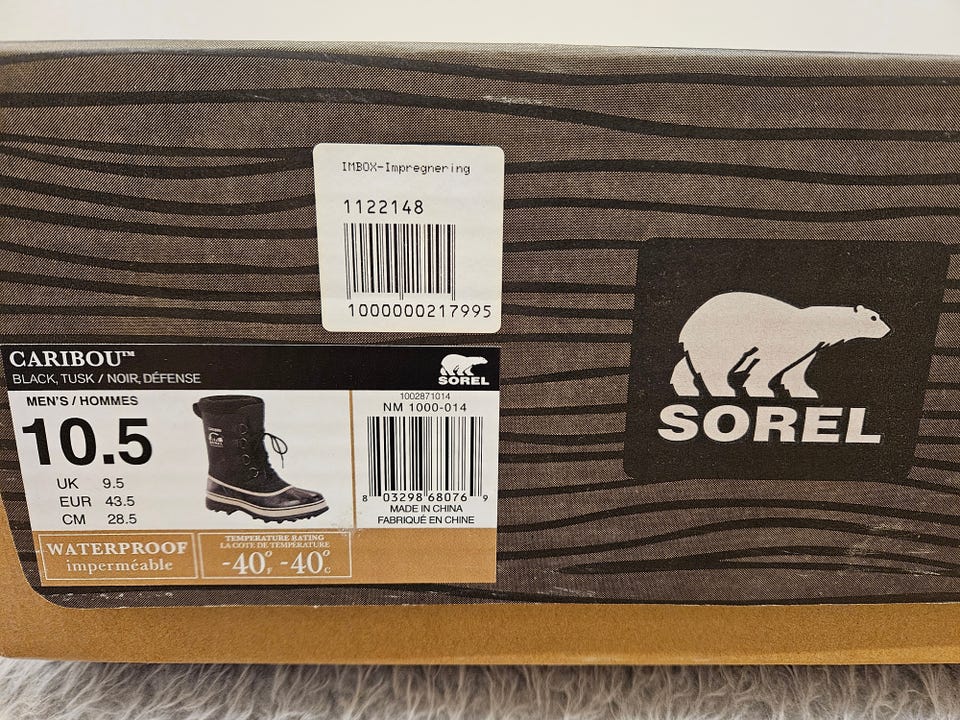 IMBOX-Impregnering
1122148
1000000217995
SOREL
CARIBOU™
BLACK, TUSK / NOIR, DÉFENSE
SOREL
MEN'S / HOMMES
10.5
UK 9.5
EUR 43.5
CM 28.5
1002871014
NM 1000-014
8 03298 68076 9
MADE IN CHINA
FABRIQUÉ EN CHINE
WATERPROOF
imperméable
TEMPERATURE RATING
LA COTE DE TEMPÉRATURE
-40°F -40°C